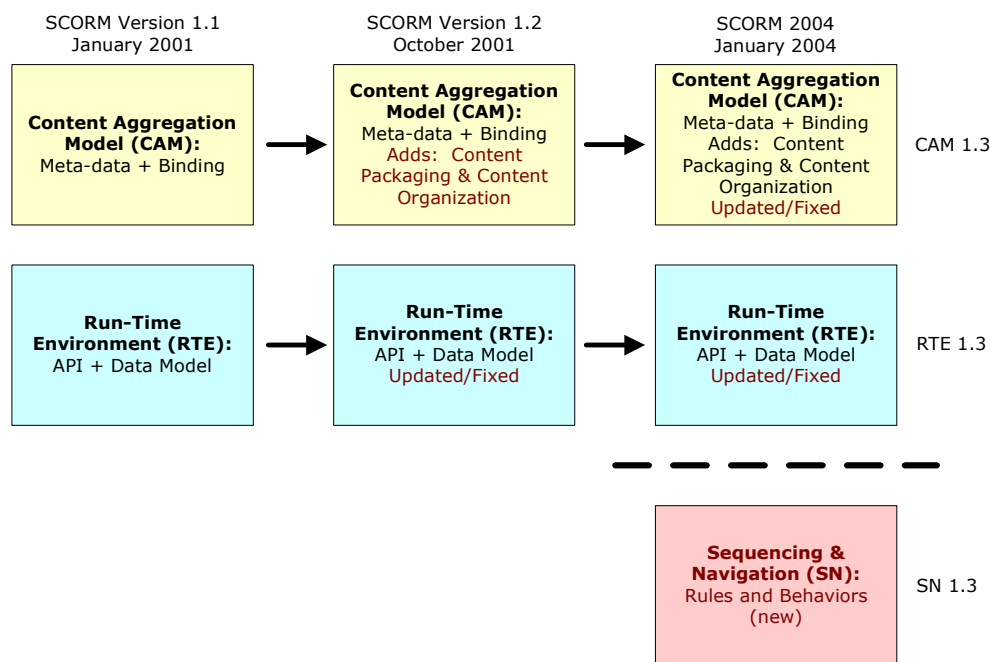 SCORM Version 1.1
January 2001
SCORM Version 1.2
October 2001
SCORM 2004
January 2004
Content Aggregation
Model (CAM):
Meta-data + Binding
Content Aggregation
Model (CAM):
Meta-data + Binding
Adds:  Content
Packaging & Content
Organization
Content Aggregation
Model (CAM):
Meta-data + Binding
Adds:  Content
Packaging & Content
Organization
Updated/Fixed
CAM 1.3
Run-Time
Environment (RTE):
API + Data Model
Run-Time
Environment (RTE):
API + Data Model
Updated/Fixed
Run-Time
Environment (RTE):
API + Data Model
Updated/Fixed
RTE 1.3
Sequencing &
Navigation (SN):
Rules and Behaviors
(new)
SN 1.3